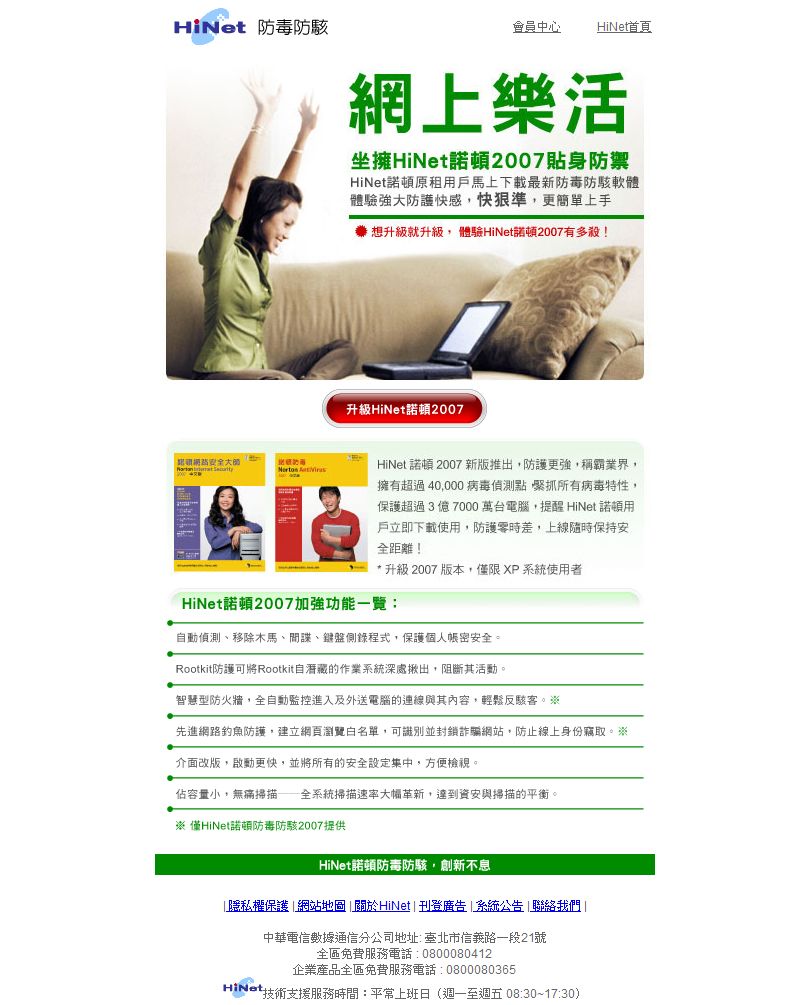 HiNet 防毒防駭
會員中心 HiNet首頁
網上樂活
坐擁HiNet諾頓2007貼身防禦
HiNet諾頓原租用戶馬上下載最新防毒防駭軟體
體驗強大防護快感，快狠準，更簡單上手
想升級就升級， 體驗HiNet諾頓2007有多殺！
升級HiNet諾頓2007
諾頓網路安全大師
Norton Internet Security
2007 中文版
諾頓防毒
Norton AntiVirus
2007 中文版
HiNet 諾頓 2007 新版推出，防護更強，稱霸業界，
擁有超過 40,000 病毒偵測點，緊抓所有病毒特性，
保護超過 3 億 7000 萬台電腦，提醒 HiNet 諾頓用
戶立即下載使用，防護零時差，上線隨時保持安
全距離！
* 升級 2007 版本，僅限 XP 系統使用者
HiNet諾頓2007加強功能一覽：
自動偵測、移除木馬、間諜、鍵盤側錄程式，保護個人帳密安全。
Rootkit防護可將Rootkit自潛藏的作業系統深處揪出，阻斷其活動。
智慧型防火牆，全自動監控進入及外送電腦的連線與其內容，輕鬆反駭客。※
先進網路釣魚防護，建立網頁瀏覽白名單，可識別並封鎖詐騙網站，防止線上身份竊取。※
介面改版，啟動更快，並將所有的安全設定集中，方便檢視。
佔容量小，無痛掃描──全系統掃描速率大幅革新，達到資安與掃描的平衡。
※ 僅HiNet諾頓防毒防駭2007提供
HiNet諾頓防毒防駭，創新不息
| 隱私權保護 | 網站地圖 | 關於HiNet | 刊登廣告 | 系統公告 | 聯絡我們 |
中華電信數據通信分公司地址: 臺北市信義路一段21號
全區免費服務電話 : 0800080412
企業產品全區免費服務電話 : 0800080365
HiNet 技術支援服務時間：平常上班日（週一至週五 08:30~17:30）